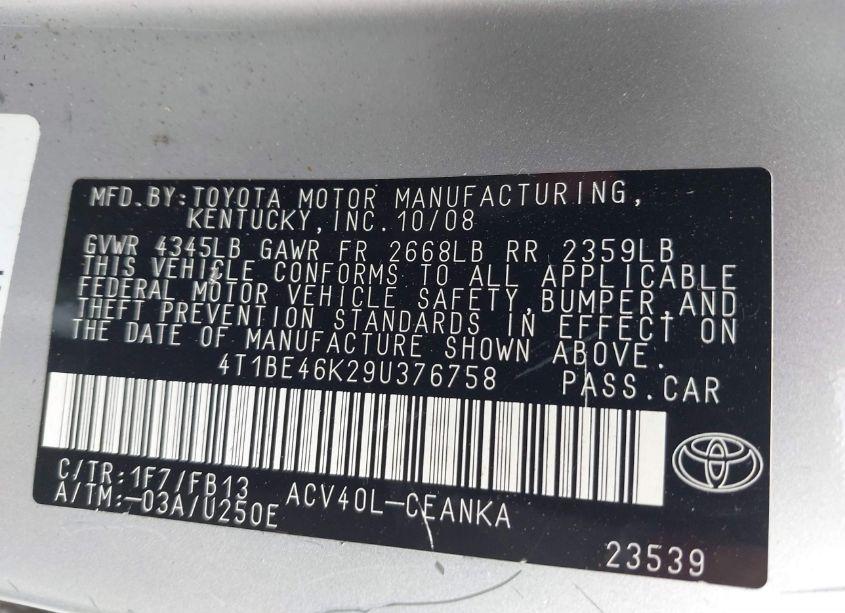 MFD.BY:TOYOTA MOTOR MANUFACTURING,
KENTUCKY,INC.10/08
GVWR 4345LB GAWR FR 2668LB RR 2359LB
THIS VEHICLE CONFORMS TO ALL APPLICABLE
FEDERAL MOTOR VEHICLE SAFETY,BUMPER,AND
THEFT PREVENTION STANDARDS IN EFFECT ON
THE DATE OF MANUFACTURE SHOWN ABOVE.
4T1BE46K29U376758 PASS.CAR
C/TR:1F7/FB13
A/TM:-03A/U250E ACV40L-CEANKA
23539